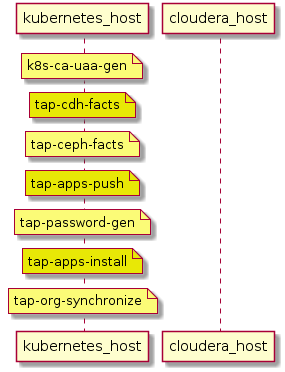 kubernetes_host cloudera_host
k8s-ca-uaa-gen
tap-cdh-facts
tap-ceph-facts
tap-apps-push
tap-password-gen
tap-apps-install
tap-org-synchronize
kubernetes_host cloudera_host